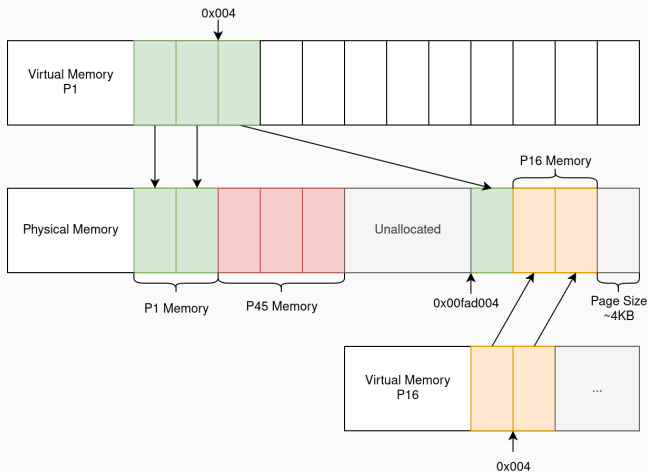 0x004
Virtual Memory
P1
P16 Memory
Physical Memory
Unallocated
P1 Memory
P45 Memory
0x00fad004
Page Size
~4KB
Virtual Memory
P16
...
0x004